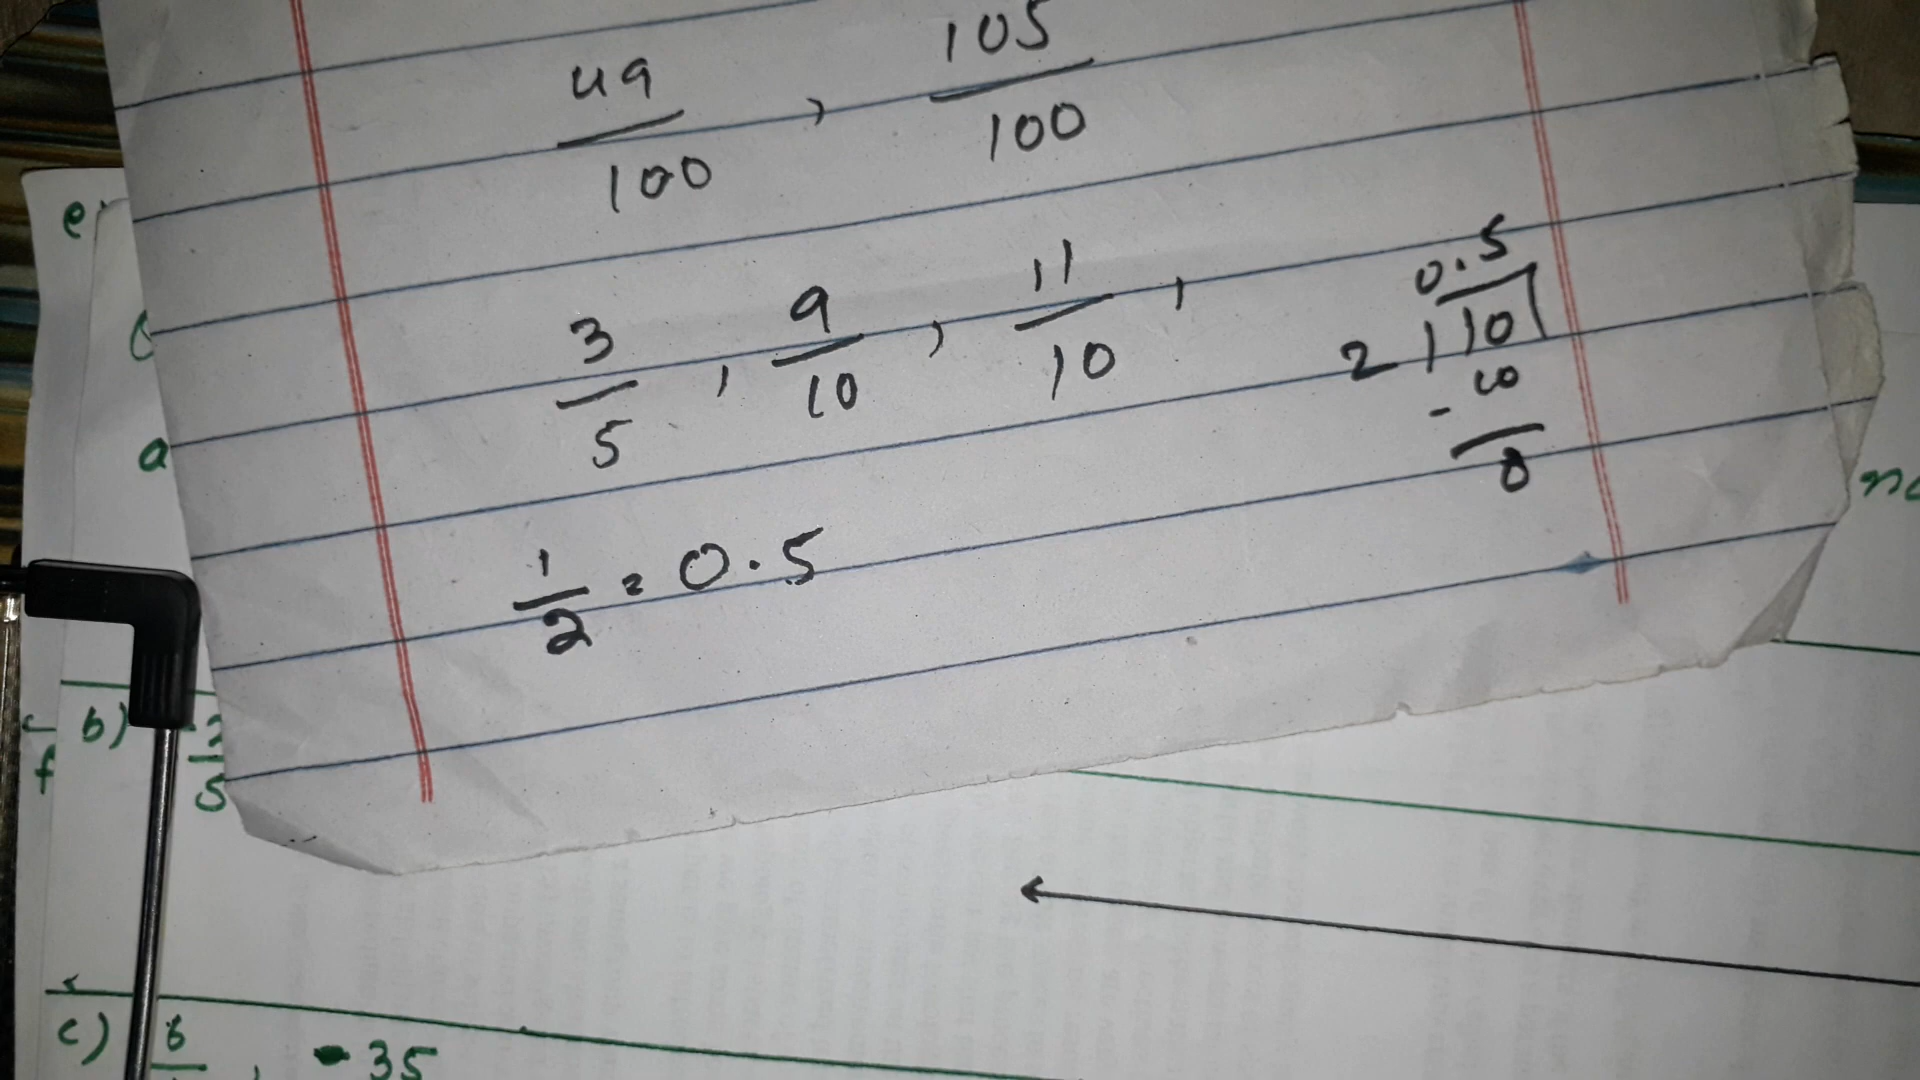 49/100 , 105/100
3/5 , 9/10 , 11/10 ,
0.5
2 | 10
- 10
0
1/2 = 0.5
e
a
b)
c) 6 , - 35